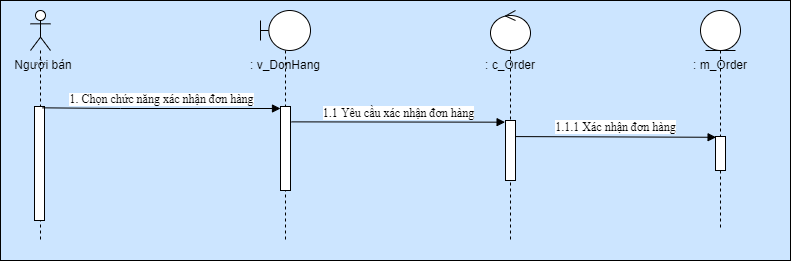 Người bán
: v_DonHang
: c_Order
: m_Order
1. Chọn chức năng xác nhận đơn hàng
1.1 Yêu cầu xác nhận đơn hàng
1.1.1 Xác nhận đơn hàng